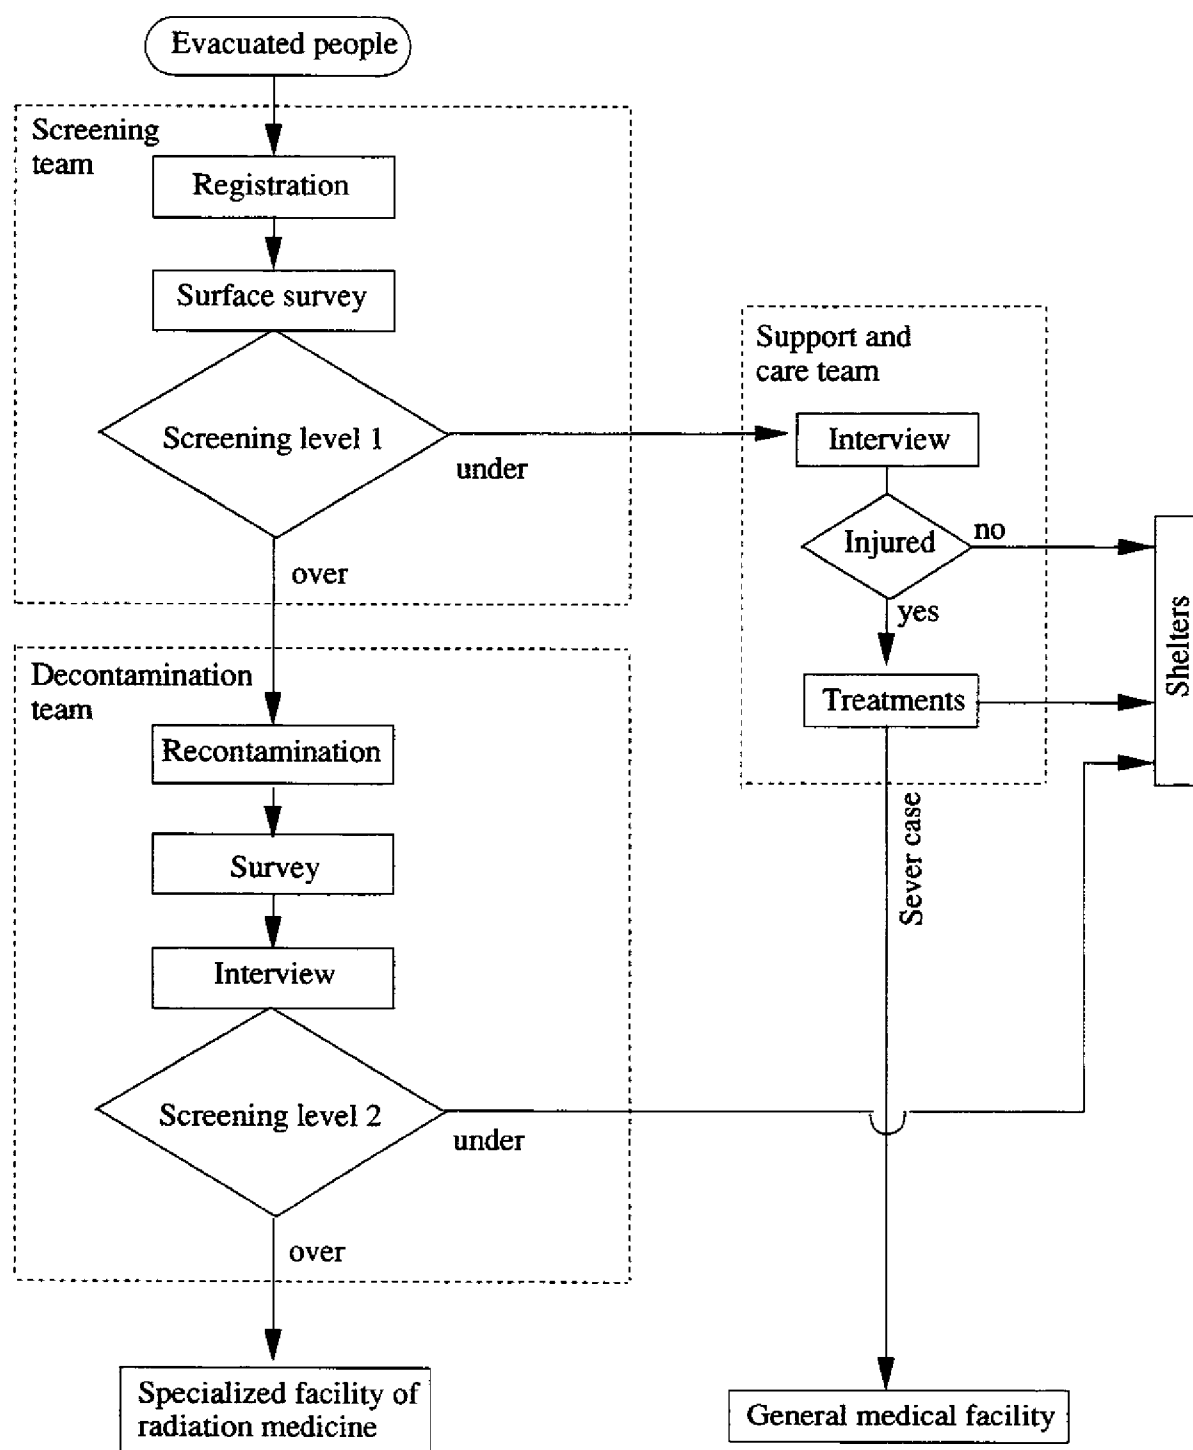 Evacuated people
Screening
team
Registration
Surface survey
Screening level 1
under
over
Support and
care team
Interview
Injured
no
yes
Treatments
Shelters
Sever case
Decontamination
team
Recontamination
Survey
Interview
Screening level 2
under
over
Specialized facility of
radiation medicine
General medical facility